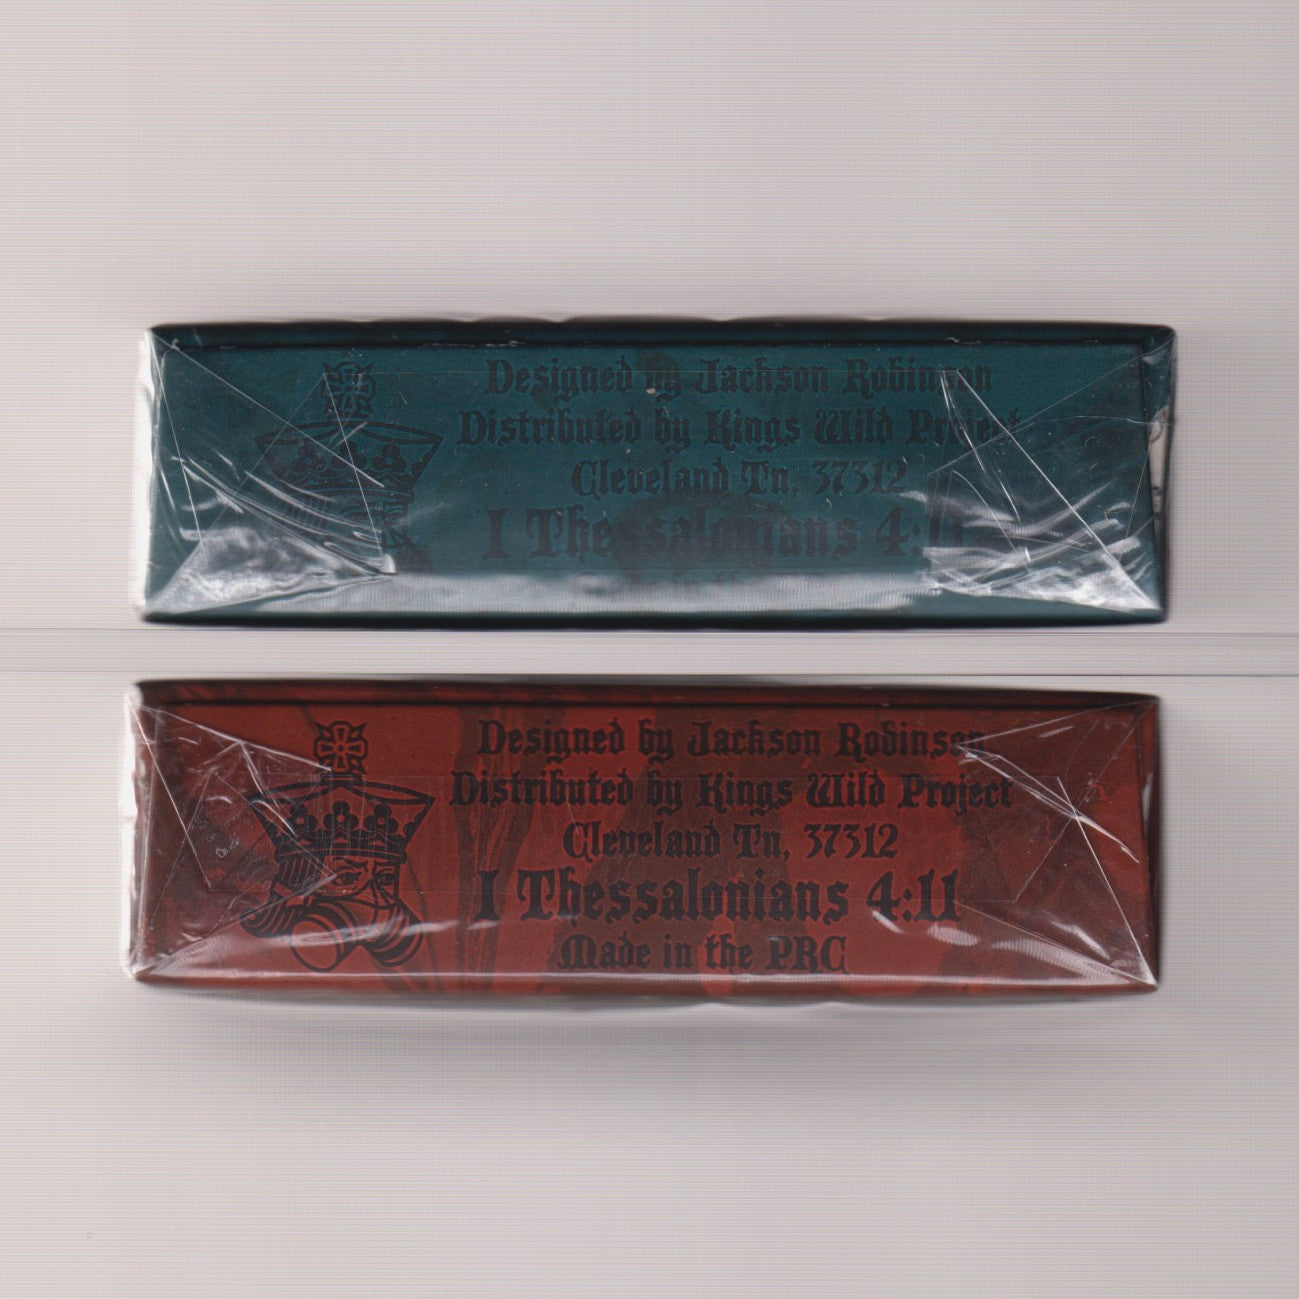 Designed by Jackson Robinson
Distributed by Kings Wild Project
Cleveland Tn, 37312
I Thessalonians 4:11
Designed by Jackson Robinson
Distributed by Kings Wild Project
Cleveland Tn, 37312
I Thessalonians 4:11
Made in the PRC